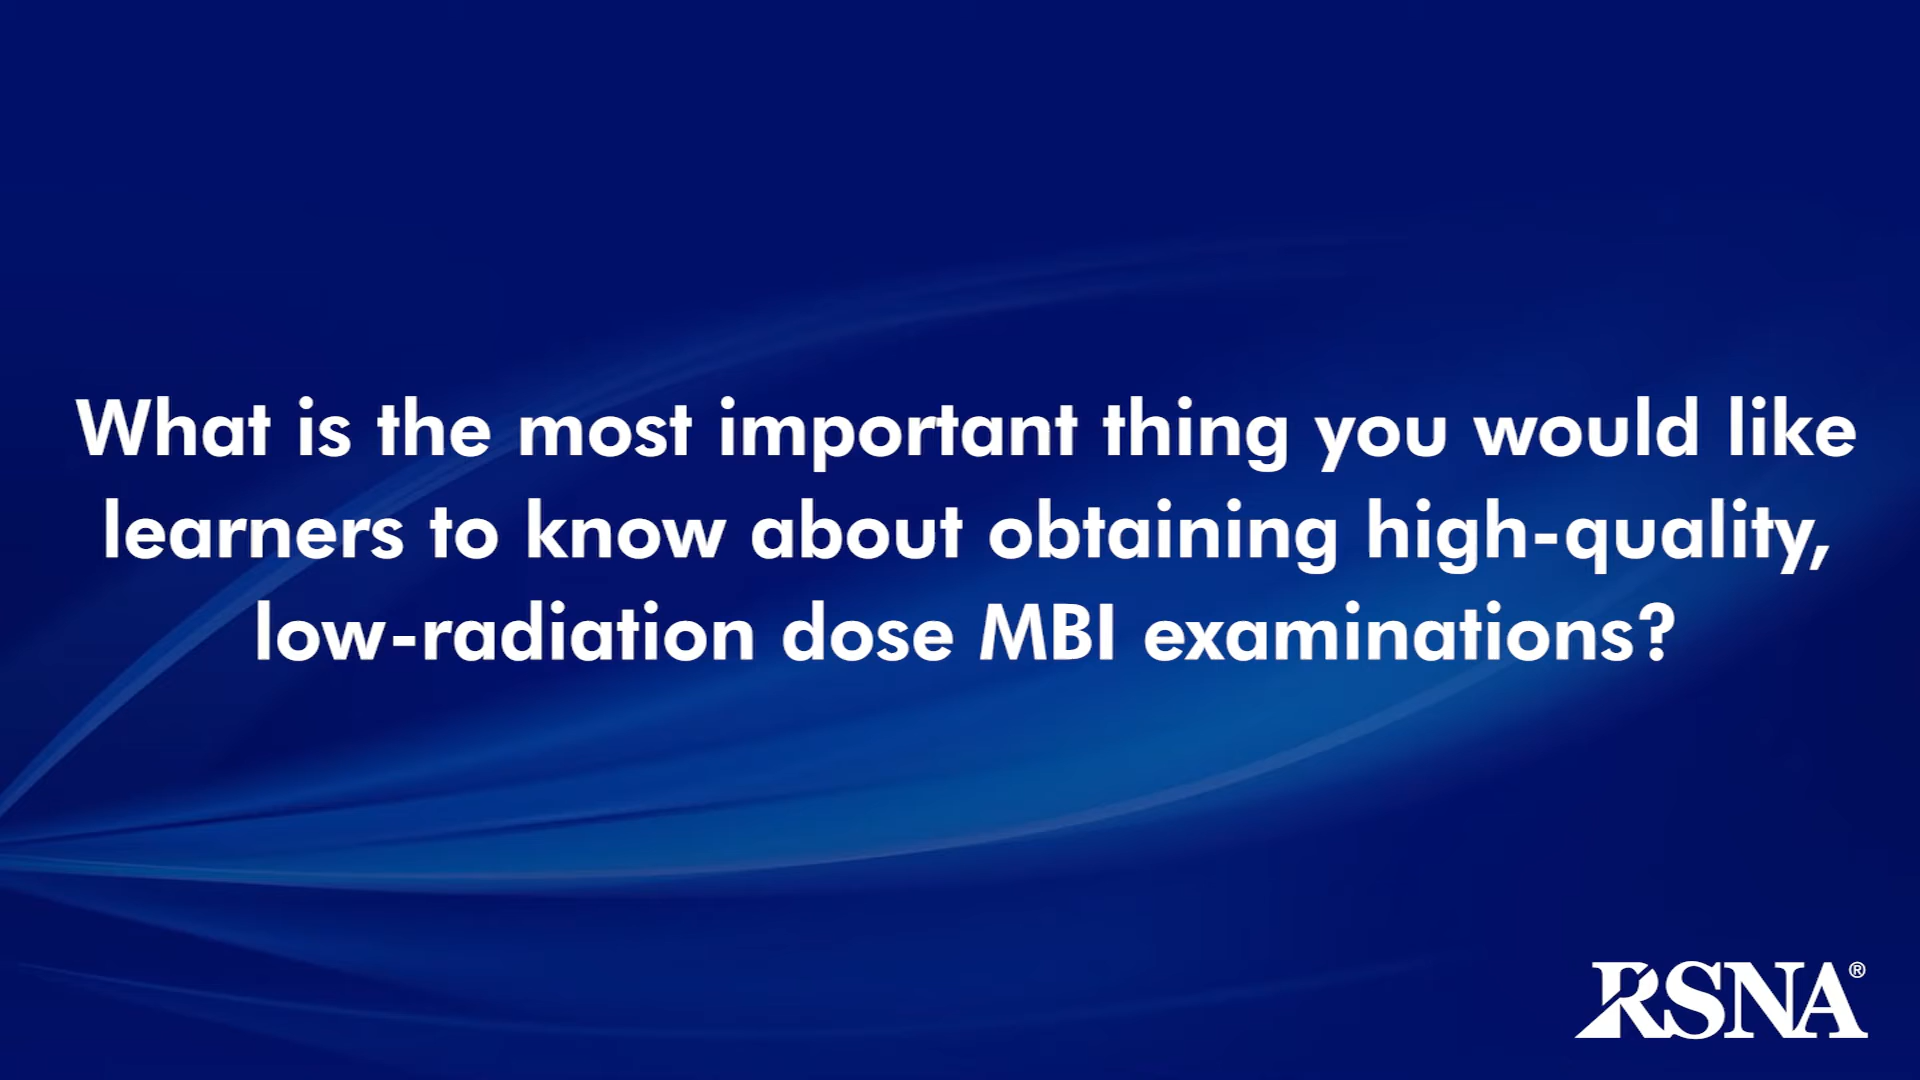 What is the most important thing you would like
learners to know about obtaining high-quality,
low-radiation dose MBI examinations?
RSNA®